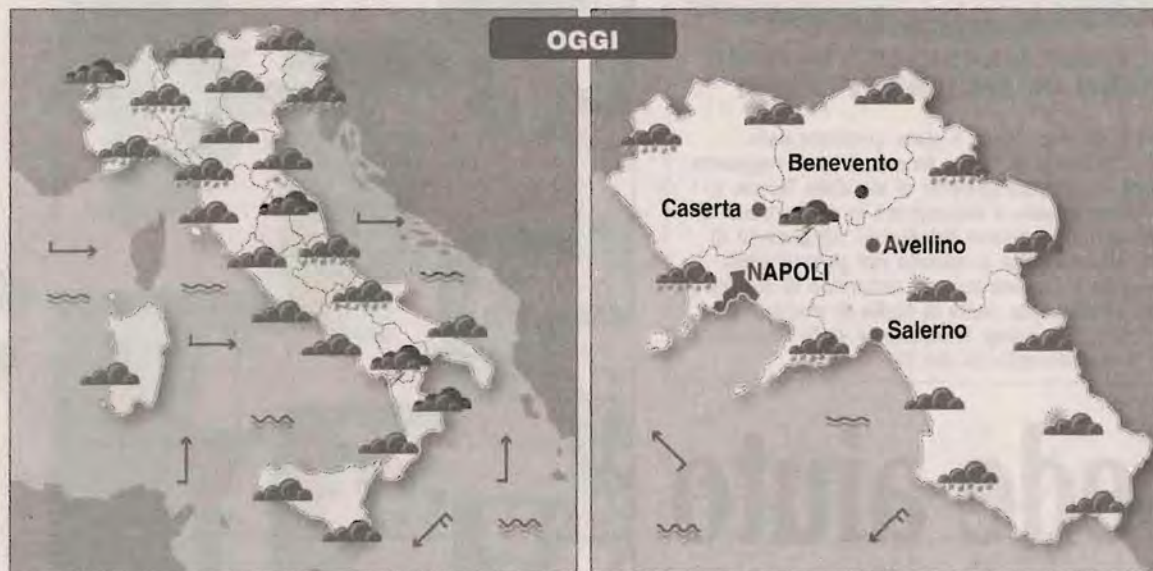 OGGI
Benevento
Caserta
Avellino
NAPOLI
Salerno